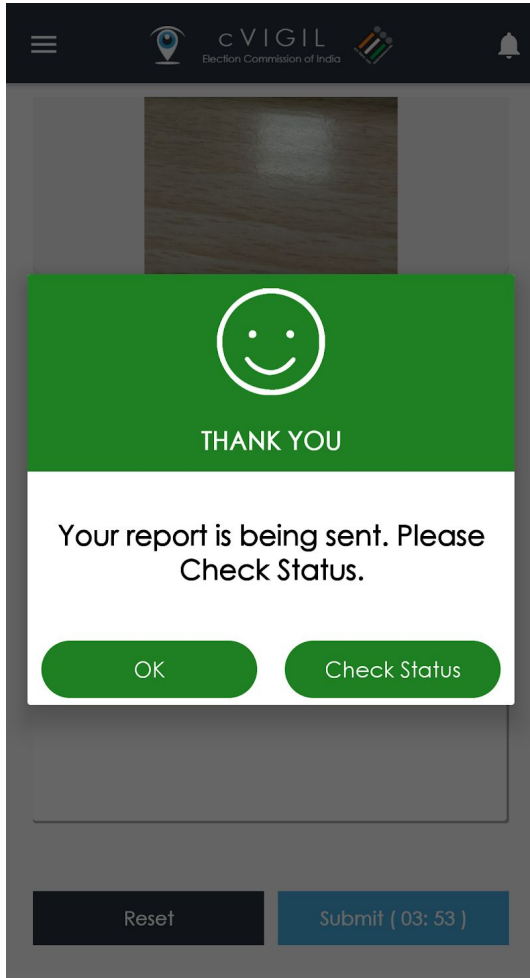 cVIGIL
Election Commission of India
THANK YOU
Your report is being sent. Please
Check Status.
OK
Check Status
Reset
Submit ( 03: 53 )